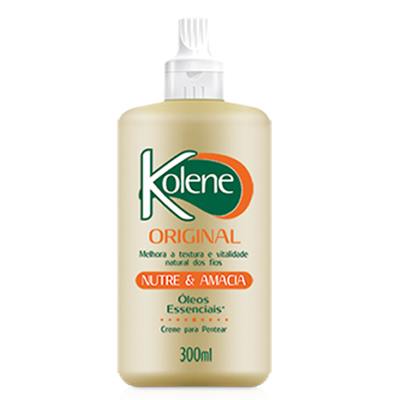 Kolene
ORIGINAL
Melhora a textura e vitalidade
natural dos fios
NUTRE & AMACIA
Óleos
Essenciais*
Creme para Pentear
300ml